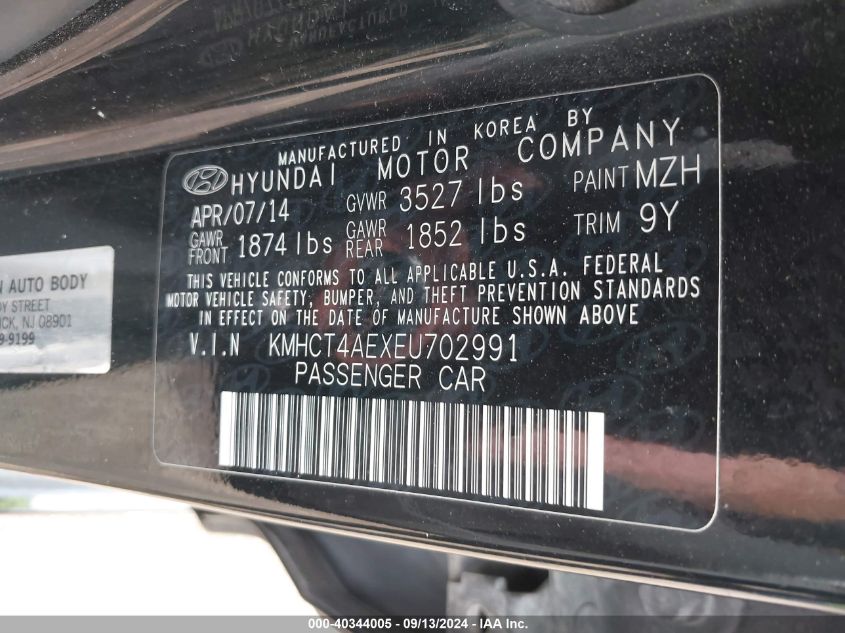 MANUFACTURED IN KOREA BY
HYUNDAI MOTOR COMPANY
APR/07/14 GVWR 3527 lbs PAINT MZH
GAWR FRONT 1874 lbs GAWR REAR 1852 lbs TRIM 9Y
THIS VEHICLE CONFORMS TO ALL APPLICABLE U.S.A. FEDERAL
MOTOR VEHICLE SAFETY, BUMPER, AND THEFT PREVENTION STANDARDS
IN EFFECT ON THE DATE OF MANUFACTURE SHOWN ABOVE
V.I.N KMHCT4AEXEU702991
PASSENGER CAR
AUTO BODY
STREET
NJ 08901
9199
000-40344005 - 09/13/2024 - IAAI Inc.